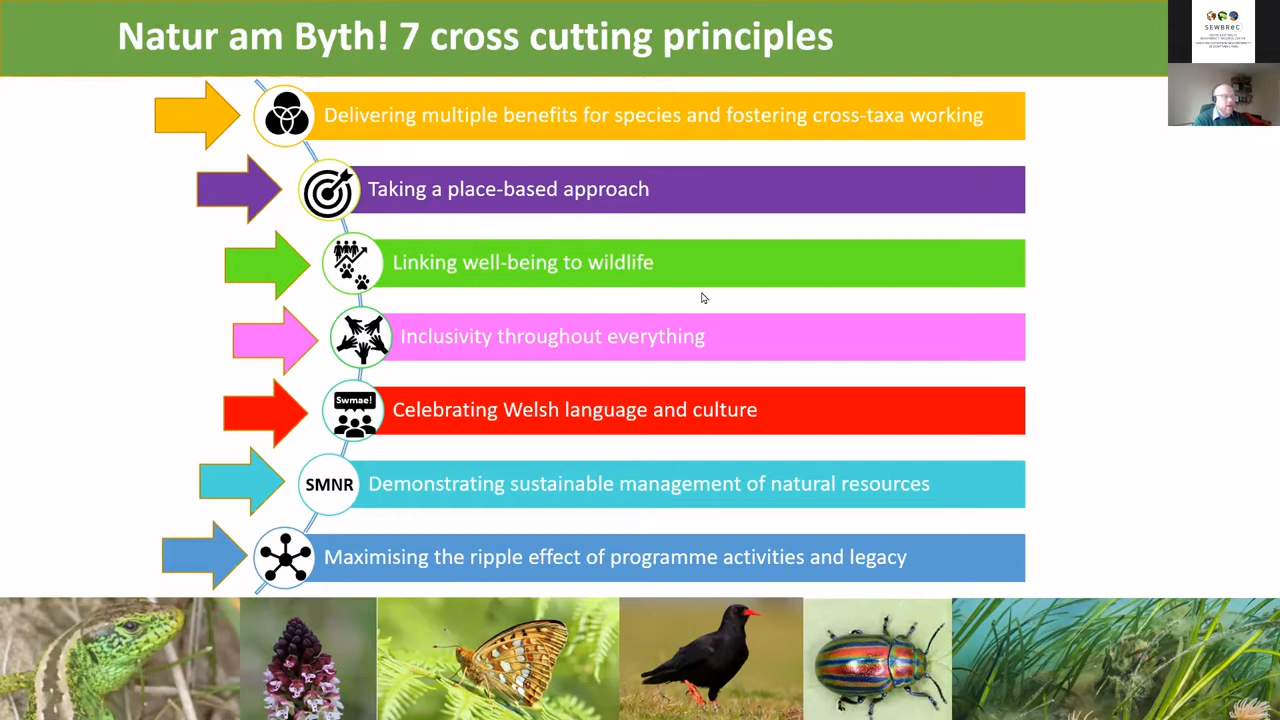 Natur am Byth! 7 cross cutting principles
SEWBReC
Delivering multiple benefits for species and fostering cross-taxa working
Taking a place-based approach
Linking well-being to wildlife
Inclusivity throughout everything
Swmae!
Celebrating Welsh language and culture
SMNR
Demonstrating sustainable management of natural resources
Maximising the ripple effect of programme activities and legacy